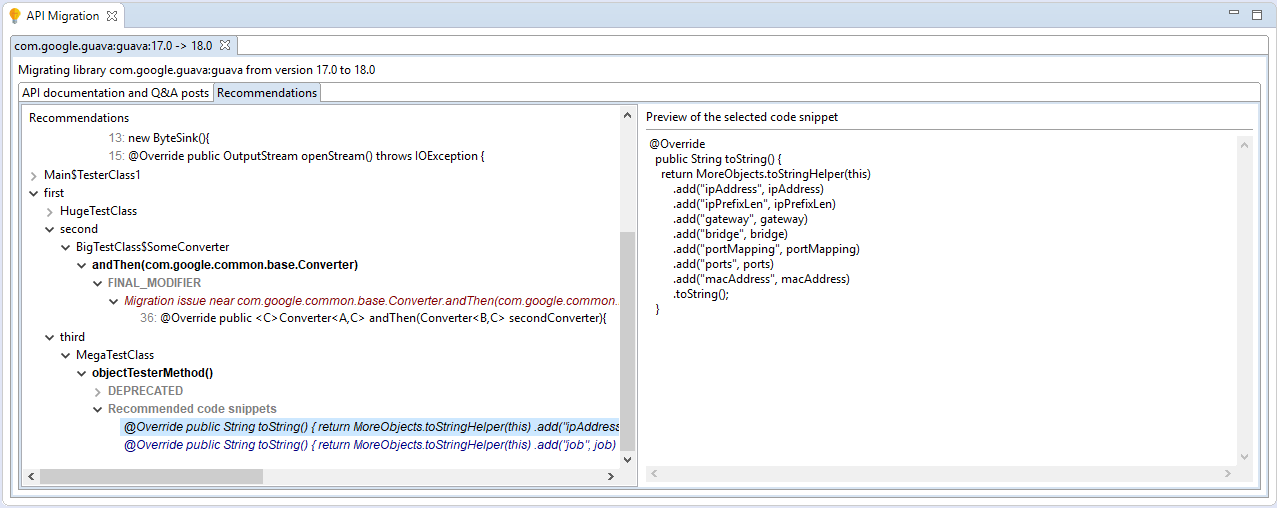 API Migration
com.google.guava:guava:17.0 -> 18.0
Migrating library com.google.guava:guava from version 17.0 to 18.0
API documentation and Q&A posts Recommendations
Recommendations
13: new ByteSink(){
15: @Override public OutputStream openStream() throws IOException {
Main$TesterClass1
first
HugeTestClass
second
BigTestClass$SomeConverter
andThen(com.google.common.base.Converter)
FINAL_MODIFIER
Migration issue near com.google.common.base.Converter.andThen(com.google.common.
36: @Override public <C>Converter<A,C> andThen(Converter<B,C> secondConverter){
third
MegaTestClass
objectTesterMethod()
DEPRECATED
Recommended code snippets
@Override public String toString() { return MoreObjects.toStringHelper(this) .add("ipAddress
@Override public String toString() { return MoreObjects.toStringHelper(this) .add("job", job)
Preview of the selected code snippet
@Override
public String toString() {
return MoreObjects.toStringHelper(this)
.add("ipAddress", ipAddress)
.add("ipPrefixLen", ipPrefixLen)
.add("gateway", gateway)
.add("bridge", bridge)
.add("portMapping", portMapping)
.add("ports", ports)
.add("macAddress", macAddress)
.toString();
}